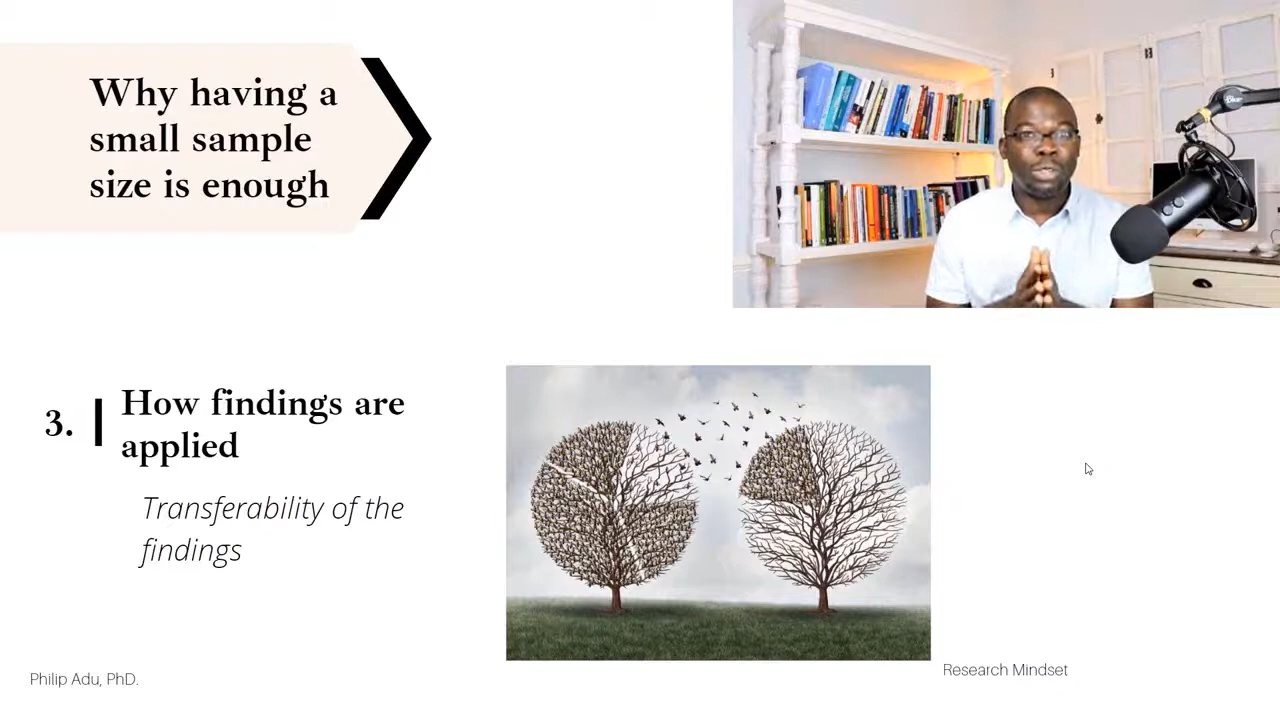 Why having a
small sample
size is enough
3.
How findings are
applied
Transferability of the
findings
Philip Adu, PhD.
Research Mindset